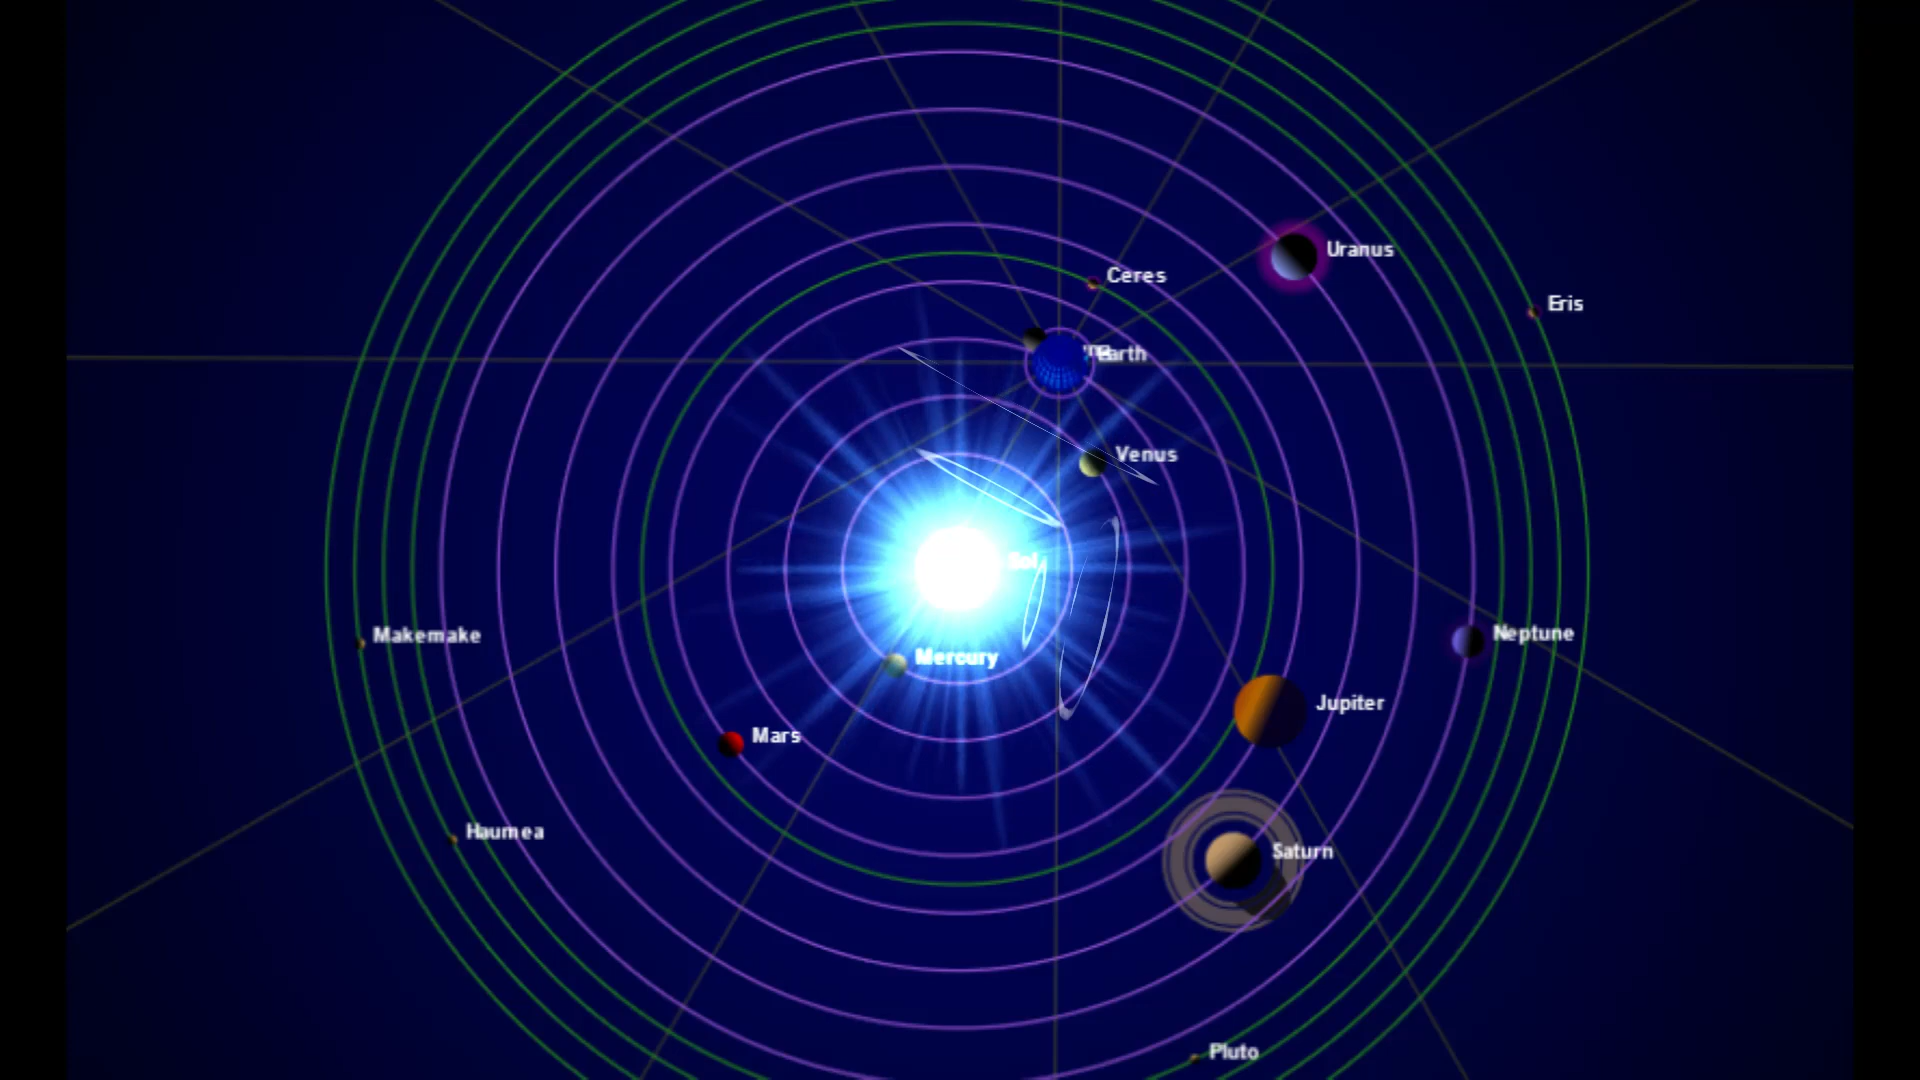 Uranus
Ceres
Eris
Earth
Venus
Sol
Makemake
Neptune
Mercury
Jupiter
Mars
Haumea
Saturn
Pluto